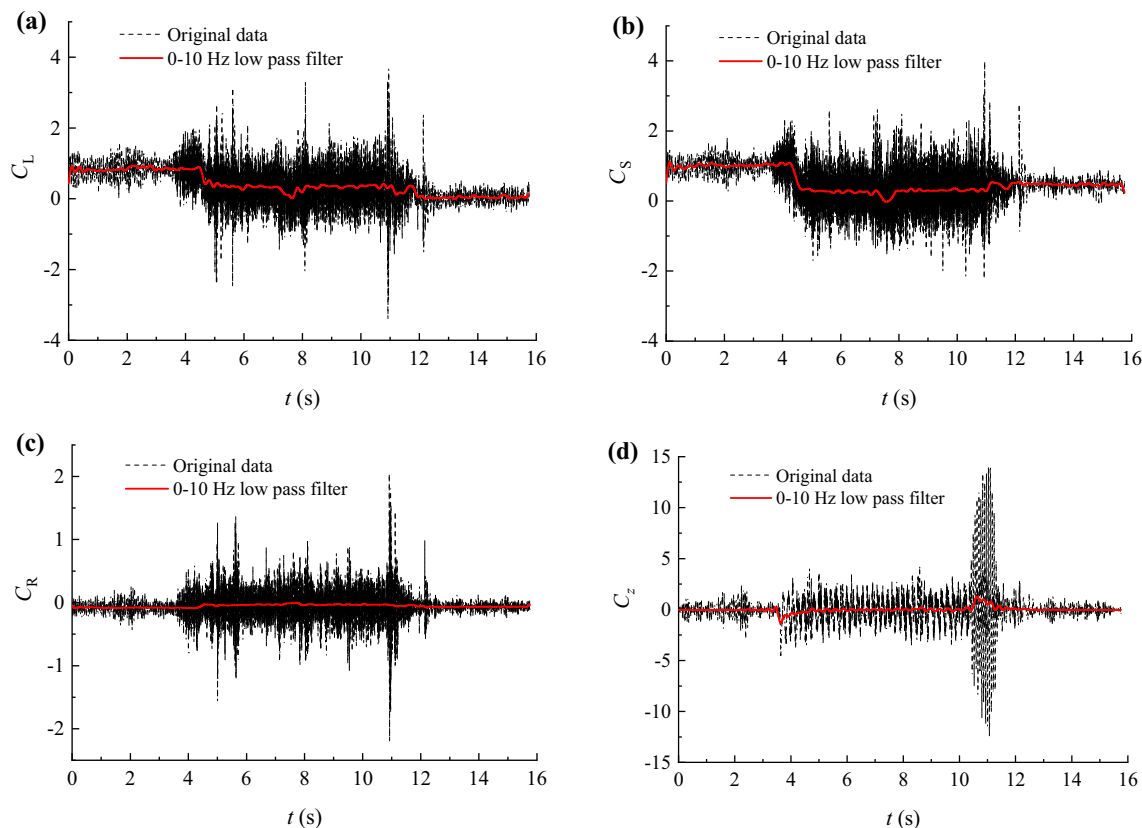 (a)
Original data
0-10 Hz low pass filter
4
2
0
-2
-4
C_L
0 2 4 6 8 10 12 14 16
t (s)
(b)
Original data
0-10 Hz low pass filter
4
2
0
-2
-4
C_S
0 2 4 6 8 10 12 14 16
t (s)
(c)
Original data
0-10 Hz low pass filter
2
1
0
-1
-2
C_R
0 2 4 6 8 10 12 14 16
t (s)
(d)
Original data
0-10 Hz low pass filter
15
10
5
0
-5
-10
-15
C_z
0 2 4 6 8 10 12 14 16
t (s)